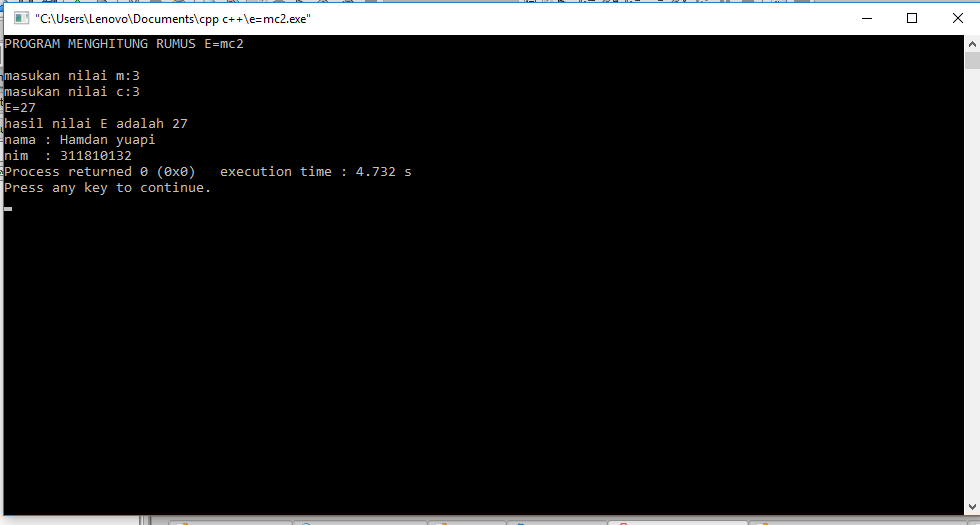 "C:\Users\Lenovo\Documents\cpp c++\e=mc2.exe"
PROGRAM MENGHITUNG RUMUS E=mc2
masukan nilai m:3
masukan nilai c:3
E=27
hasil nilai E adalah 27
nama : Hamdan yuapi
nim  : 311810132
Process returned 0 (0x0)   execution time : 4.732 s
Press any key to continue.